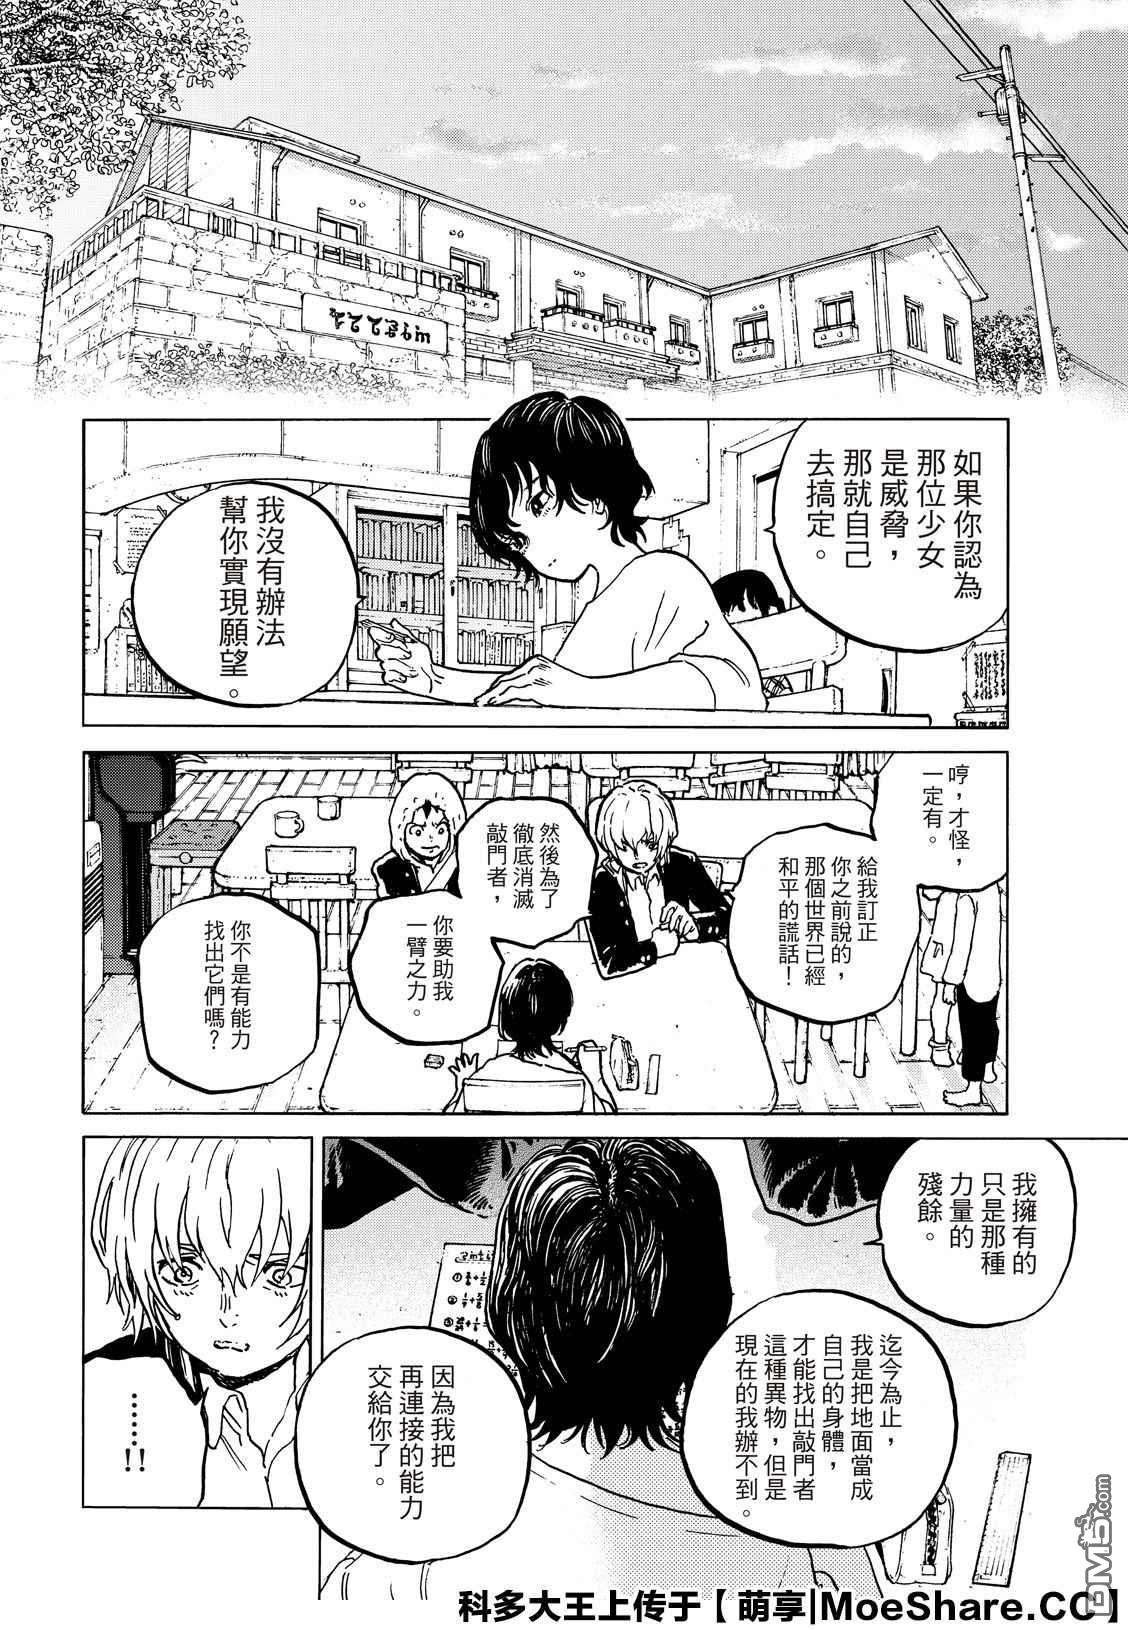 如果你認為
那位少女
是威脅，
那就自己
去搞定。
我沒有辦法
幫你實現願望。
哼，才怪，
一定有。
給我訂正
你之前說的，
那個世界已經
和平的謊話！
然後為了
徹底消滅
敲門者，
你要助我
一臂之力。
你不是有能力
找出它們嗎？
我擁有的
只是那種
力量的
殘餘。
迄今為止，
我是把地面當成
自己的身體，
才能找出敲門者
這種異物，但是
現在的我辦不到。
因為我把
再連接的能力
交給你了。
……!!
DM5.com
科多大王上传于【萌享|MoeShare.CC】